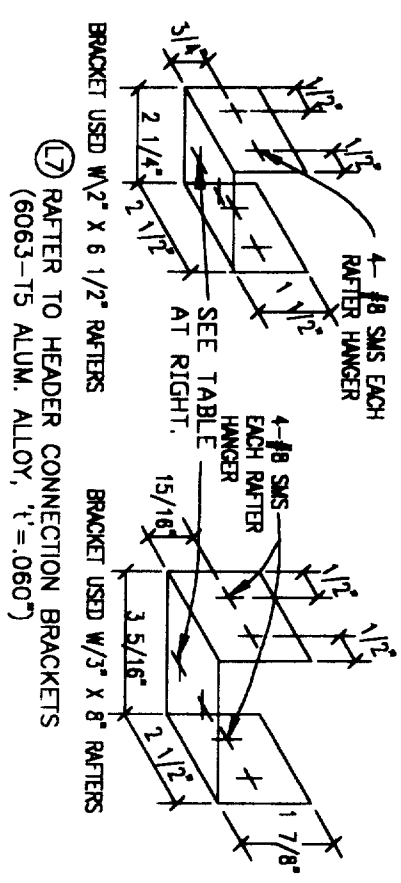 1/2"
1/2"
4-#8 SMS EACH
RAFTER HANGER
3/4"
2 1/4"
2 1/2"
1 1/2"
SEE TABLE
AT RIGHT.
BRACKET USED W\2" X 6 1/2" RAFTERS
4-#8 SMS
EACH RAFTER
HANGER
1/2"
1/2"
15/16"
3 5/16"
2 1/2"
1 7/8"
BRACKET USED W/3" X 8" RAFTERS
L7 RAFTER TO HEADER CONNECTION BRACKETS
(6063-T5 ALUM. ALLOY, 't'=.060")